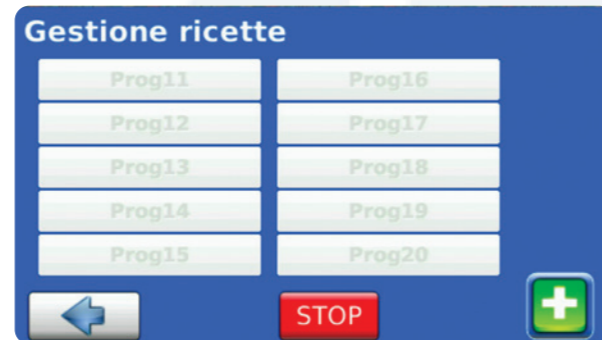 Gestione ricette
Prog11 Prog16
Prog12 Prog17
Prog13 Prog18
Prog14 Prog19
Prog15 Prog20
STOP